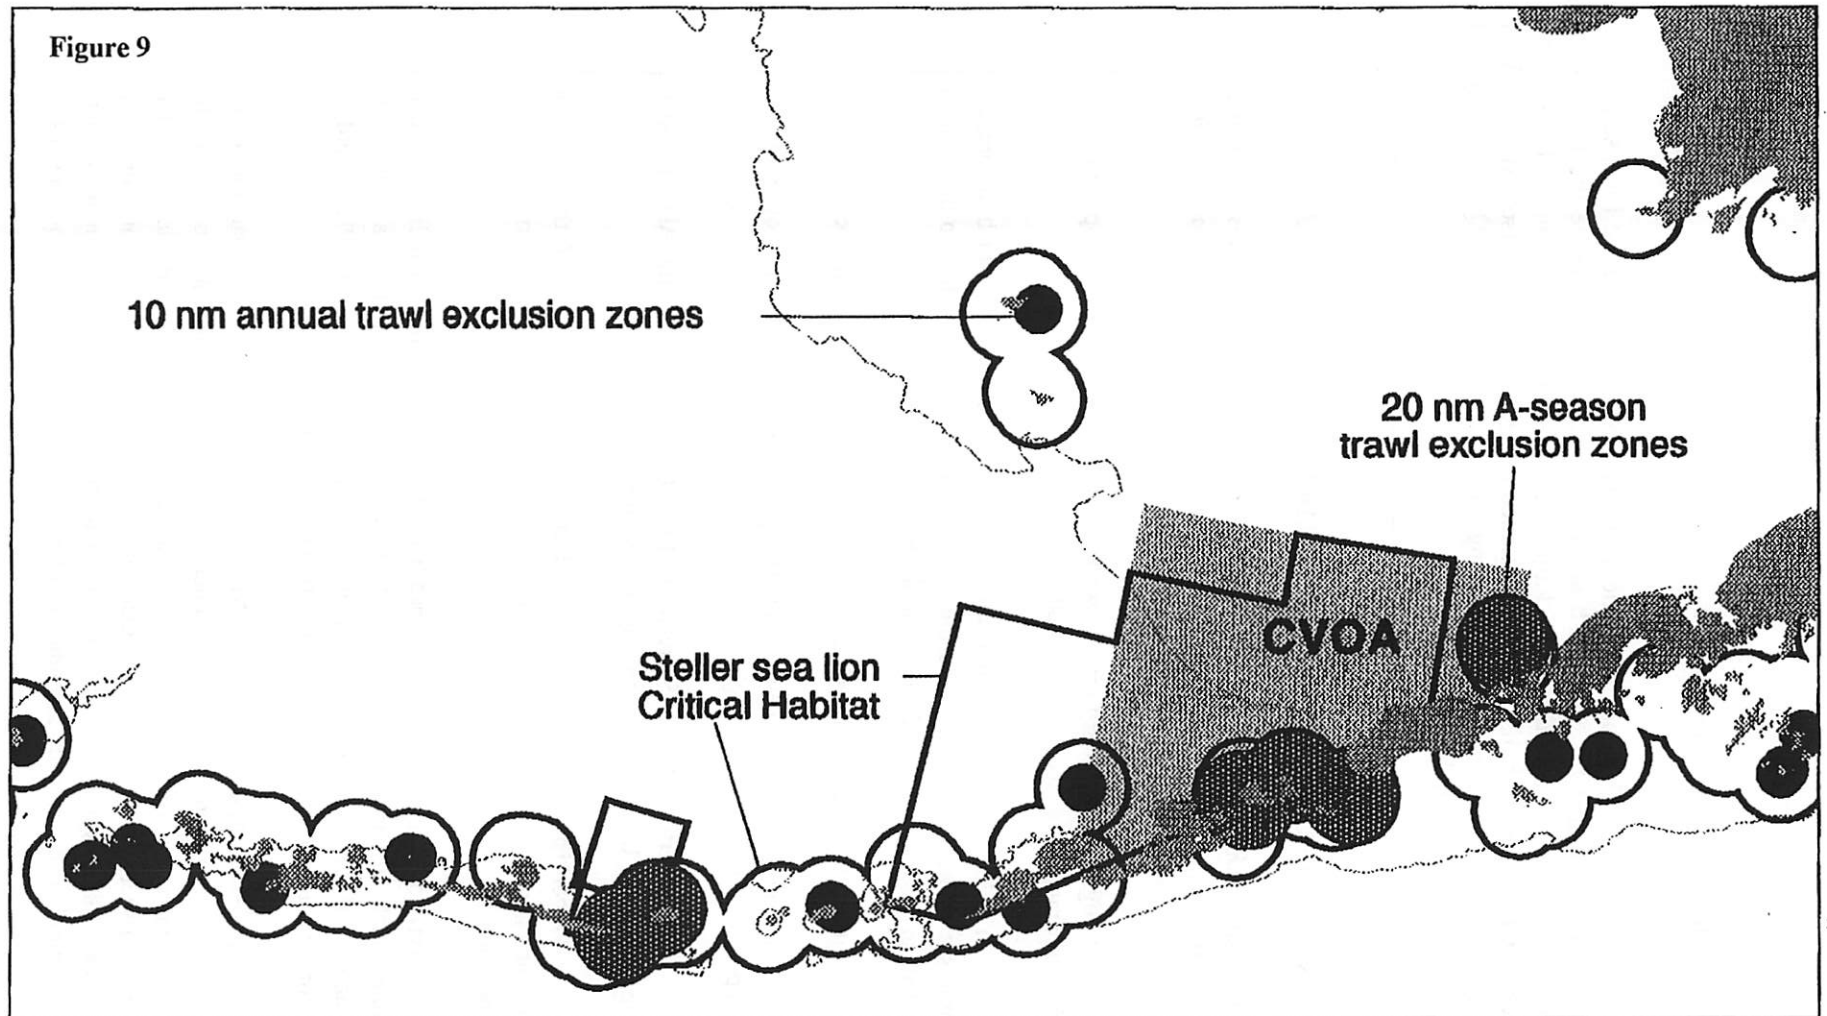 Figure 9
10 nm annual trawl exclusion zones
20 nm A-season
trawl exclusion zones
CVOA
Steller sea lion
Critical Habitat